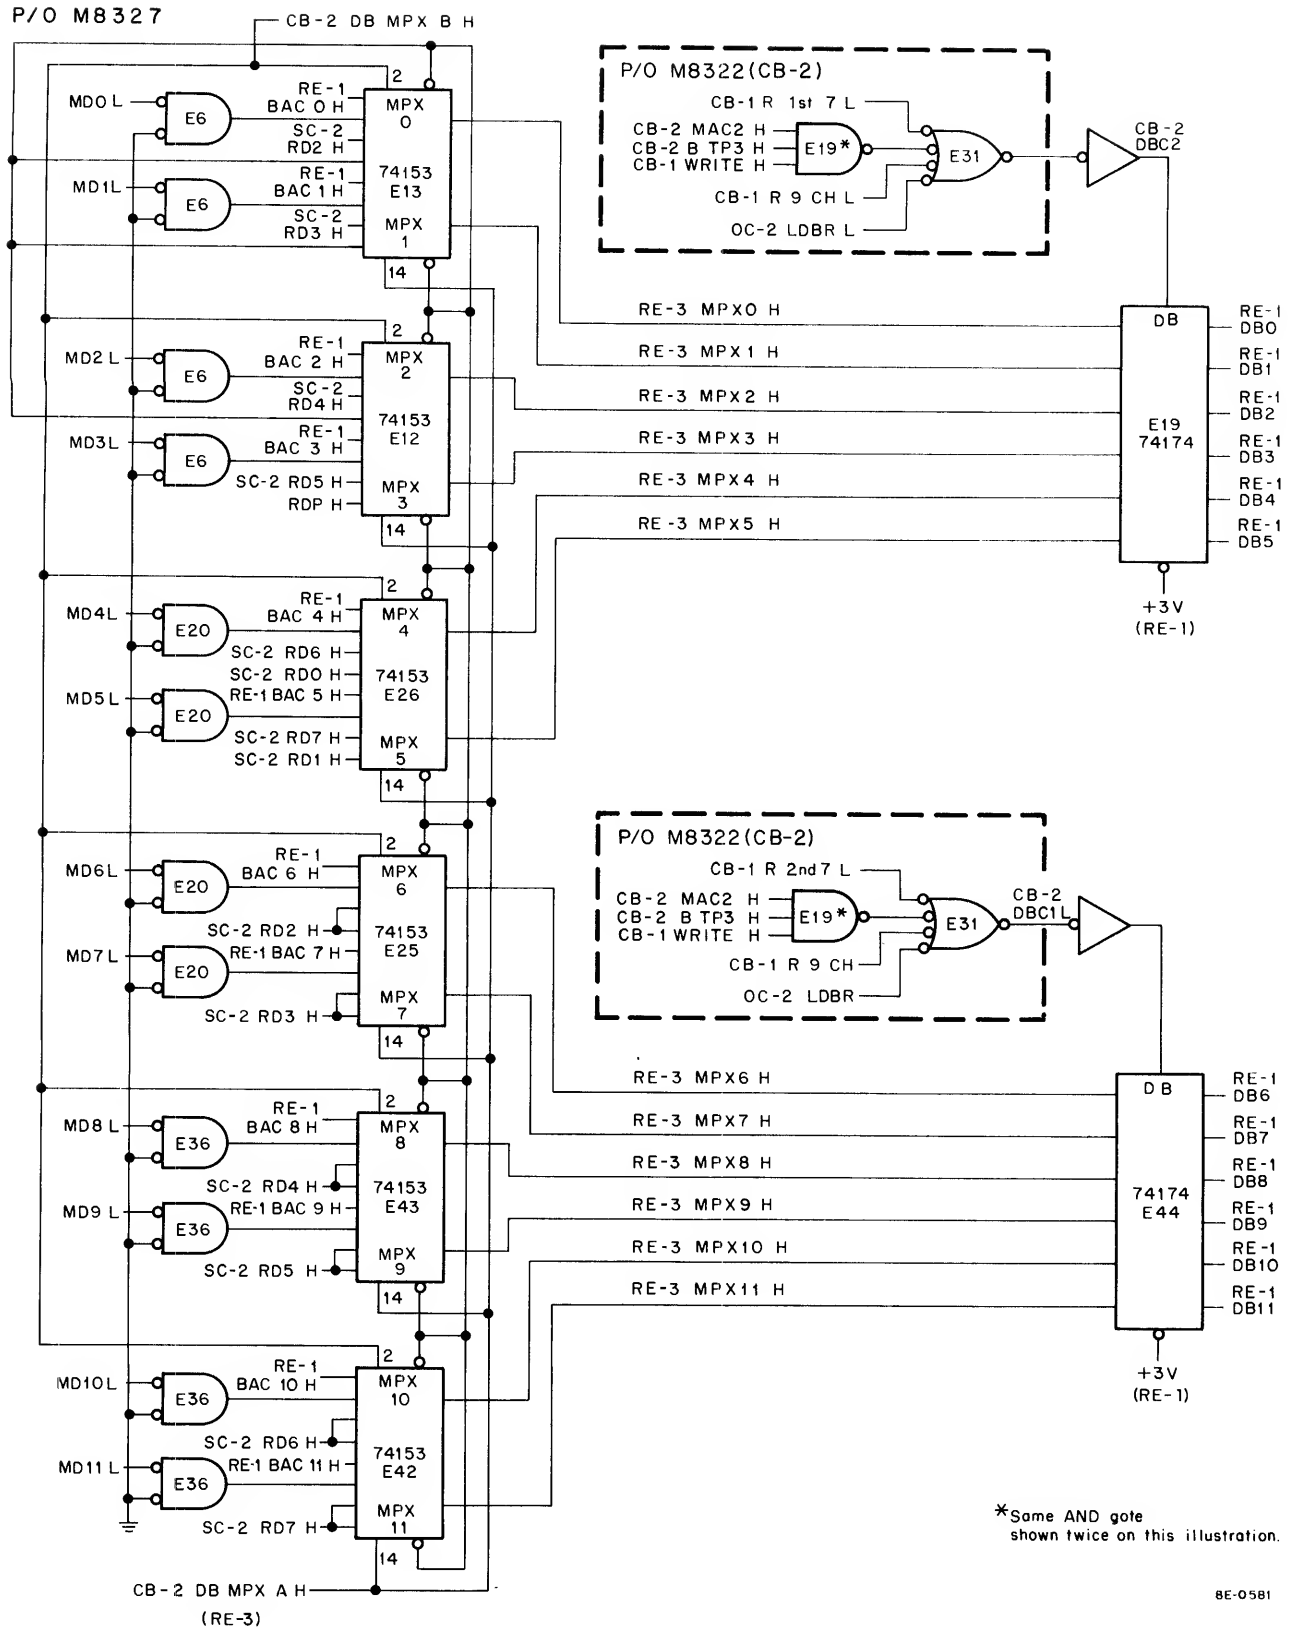 P/O M8327
CB-2 DB MPX B H
2
MD0 L
E6
RE-1
BAC 0 H
SC-2
RD2 H
MPX
0
MD1L
E6
RE-1
BAC 1 H
SC-2
RD3 H
74153
E13
MPX
1
14
P/O M8322(CB-2)
CB-1 R 1st 7 L
CB-2 MAC2 H
CB-2 B TP3 H
CB-1 WRITE H
E19*
E31
CB-1 R 9 CH L
OC-2 LDBR L
CB-2
DBC2
2
MD2 L
E6
RE-1
BAC 2 H
SC-2
RD4 H
MPX
2
MD3L
E6
RE-1
BAC 3 H
SC-2 RD5 H
RDP H
74153
E12
MPX
3
14
RE-3 MPX0 H
RE-3 MPX1 H
RE-3 MPX2 H
RE-3 MPX3 H
RE-3 MPX4 H
RE-3 MPX5 H
DB
E19
74174
RE-1
DB0
RE-1
DB1
RE-1
DB2
RE-1
DB3
RE-1
DB4
RE-1
DB5
+3V
(RE-1)
2
MD4L
E20
RE-1
BAC 4 H
SC-2 RD6 H
SC-2 RD0 H
MPX
4
MD5L
E20
RE-1 BAC 5 H
SC-2 RD7 H
SC-2 RD1 H
74153
E26
MPX
5
14
2
MD6L
E20
RE-1
BAC 6 H
SC-2 RD2 H
MPX
6
MD7L
E20
RE-1 BAC 7 H
SC-2 RD3 H
74153
E25
MPX
7
14
P/O M8322(CB-2)
CB-1 R 2nd7 L
CB-2 MAC2 H
CB-2 B TP3 H
CB-1 WRITE H
E19*
E31
CB-1 R 9 CH
OC-2 LDBR
CB-2
DBC1L
2
MD8 L
E36
RE-1
BAC 8 H
SC-2 RD4 H
MPX
8
MD9 L
E36
RE-1 BAC 9 H
SC-2 RD5 H
74153
E43
MPX
9
14
RE-3 MPX6 H
RE-3 MPX7 H
RE-3 MPX8 H
RE-3 MPX9 H
RE-3 MPX10 H
RE-3 MPX11 H
DB
74174
E44
RE-1
DB6
RE-1
DB7
RE-1
DB8
RE-1
DB9
RE-1
DB10
RE-1
DB11
+3V
(RE-1)
2
MD10L
E36
RE-1
BAC 10 H
SC-2 RD6 H
MPX
10
MD11 L
E36
RE-1 BAC 11 H
SC-2 RD7 H
74153
E42
MPX
11
14
CB-2 DB MPX A H
(RE-3)
*Same AND gote
shown twice on this illustration.
8E-0581